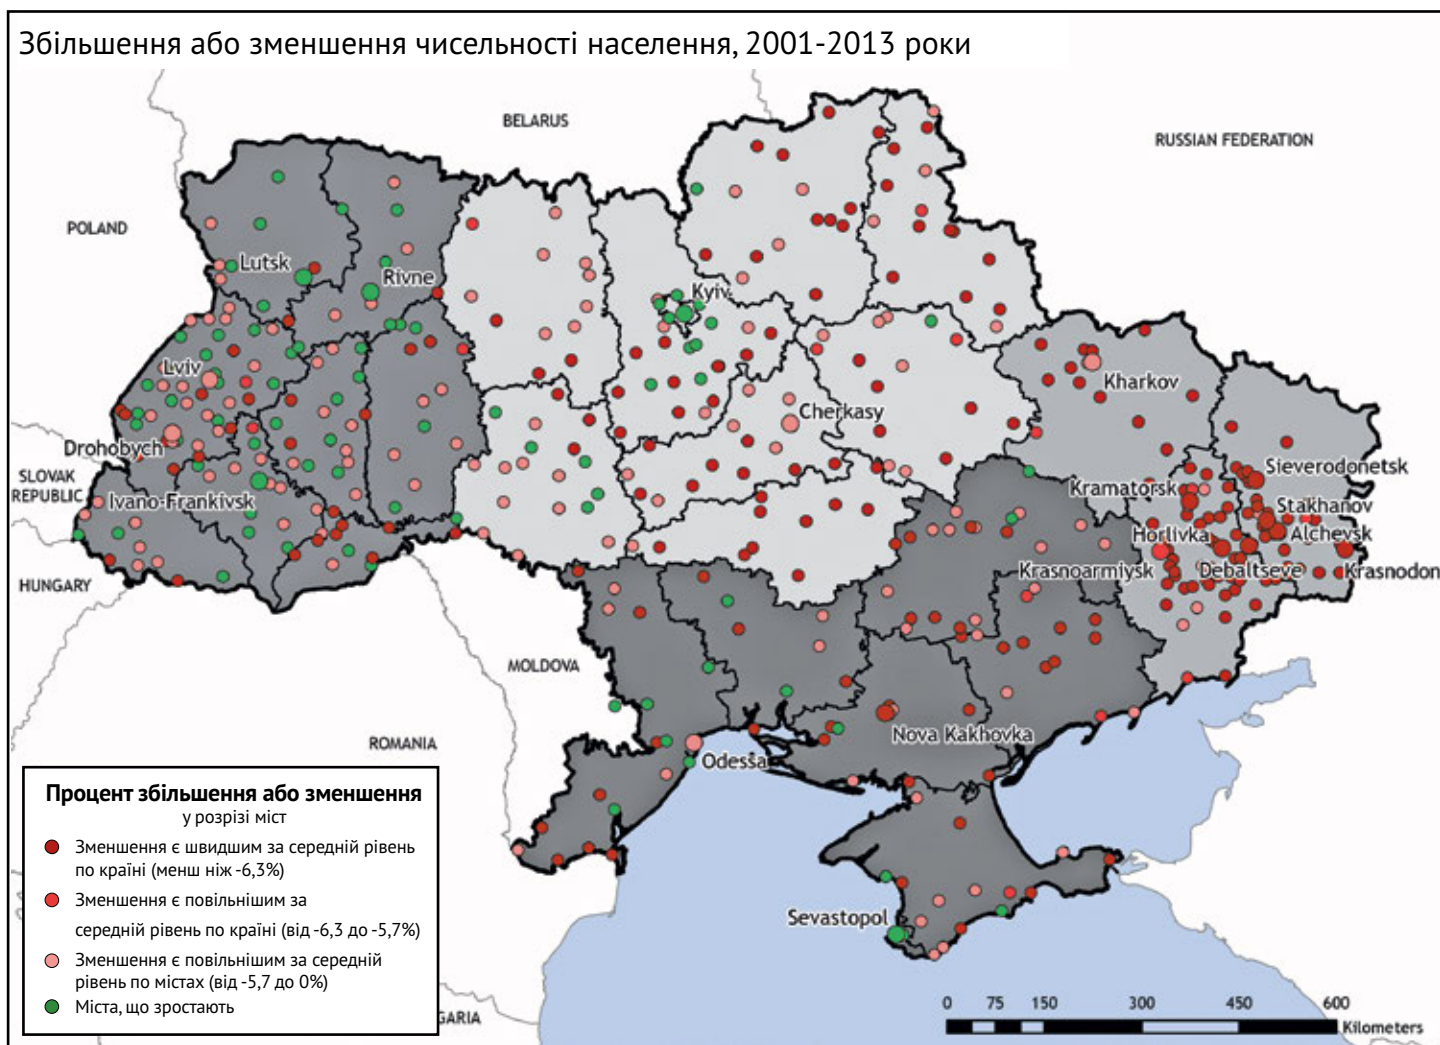 Збільшення або зменшення чисельності населення, 2001-2013 роки
BELARUS
RUSSIAN FEDERATION
POLAND
Lutsk
Rivne
Kyiv
Lviv
Kharkov
Cherkasy
Drohobych
SLOVAK
REPUBLIC
Sieverodonetsk
Kramatorsk
Ivano-Frankivsk
Stakhanov
Horlivka
Alchevsk
Krasnoarmiysk
Debaltseve
Krasnodon
HUNGARY
MOLDOVA
Nova Kakhovka
ROMANIA
Odessa
Sevastopol
Процент збільшення або зменшення
у розрізі міст
Зменшення є швидшим за середній рівень
по країні (менш ніж -6,3%)
Зменшення є повільнішим за
середній рівень по країні (від -6,3 до -5,7%)
Зменшення є повільнішим за середній
рівень по містах (від -5,7 до 0%)
Міста, що зростають
GARIA
0 75 150 300 450 600
Kilometers